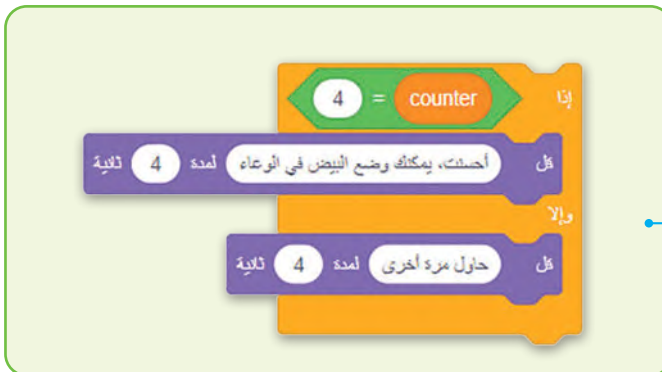 إذا counter = 4
قل أحسنت، يمكنك وضع البيض في الوعاء لمدة 4 ثانية
وإلا
قل حاول مرة أخرى لمدة 4 ثانية